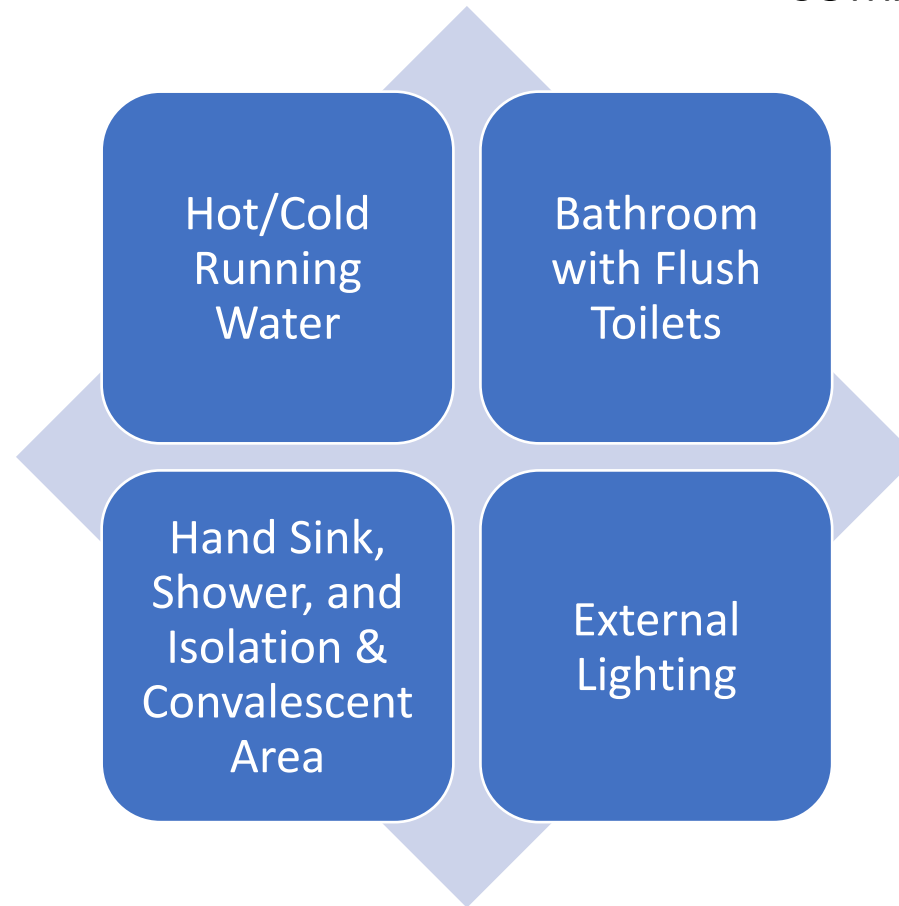 Hot/Cold
Running
Water
Bathroom
with Flush
Toilets
Hand Sink,
Shower, and
Isolation &
Convalescent
Area
External
Lighting